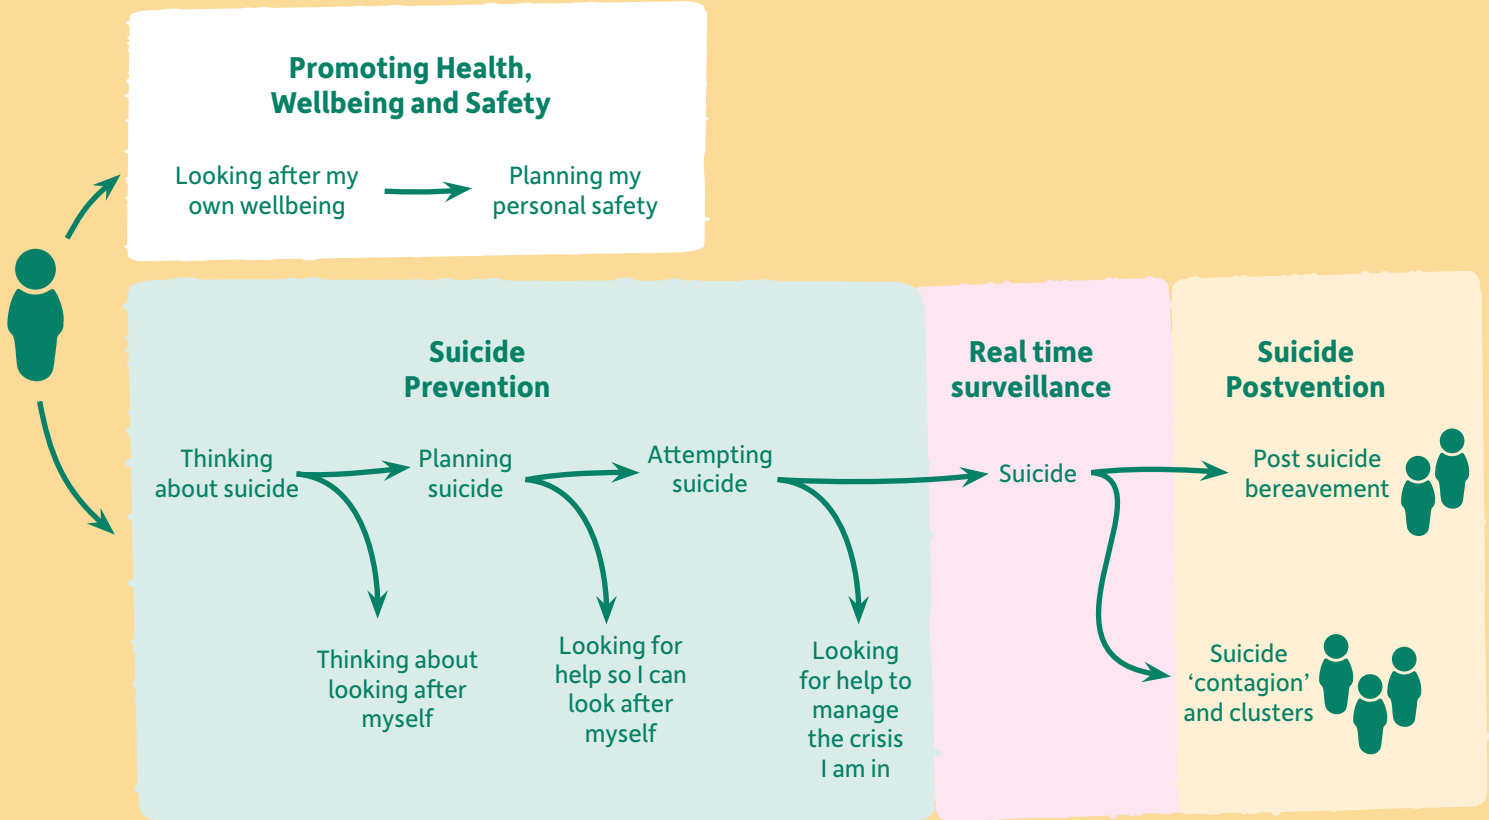 Promoting Health,
Wellbeing and Safety
Looking after my
own wellbeing
Planning my
personal safety
Suicide
Prevention
Thinking
about suicide
Planning
suicide
Attempting
suicide
Thinking about
looking after
myself
Looking for
help so I can
look after
myself
Looking
for help to
manage
the crisis
I am in
Real time
surveillance
Suicide
Suicide
Postvention
Post suicide
bereavement
Suicide
‘contagion’
and clusters